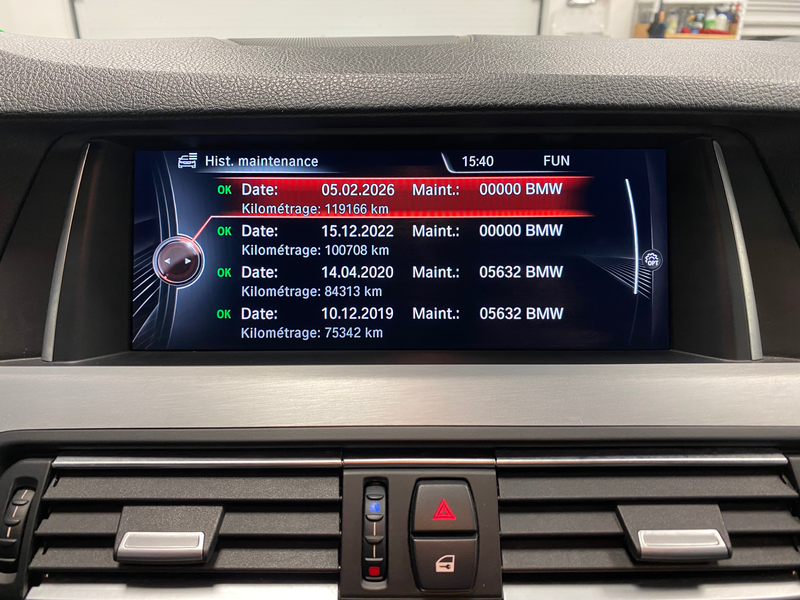 Hist. maintenance 15:40 FUN
OK Date: 05.02.2026 Maint.: 00000 BMW
Kilométrage: 119166 km
OK Date: 15.12.2022 Maint.: 00000 BMW
Kilométrage: 100708 km
OK Date: 14.04.2020 Maint.: 05632 BMW
Kilométrage: 84313 km
OK Date: 10.12.2019 Maint.: 05632 BMW
Kilométrage: 75342 km
OPT